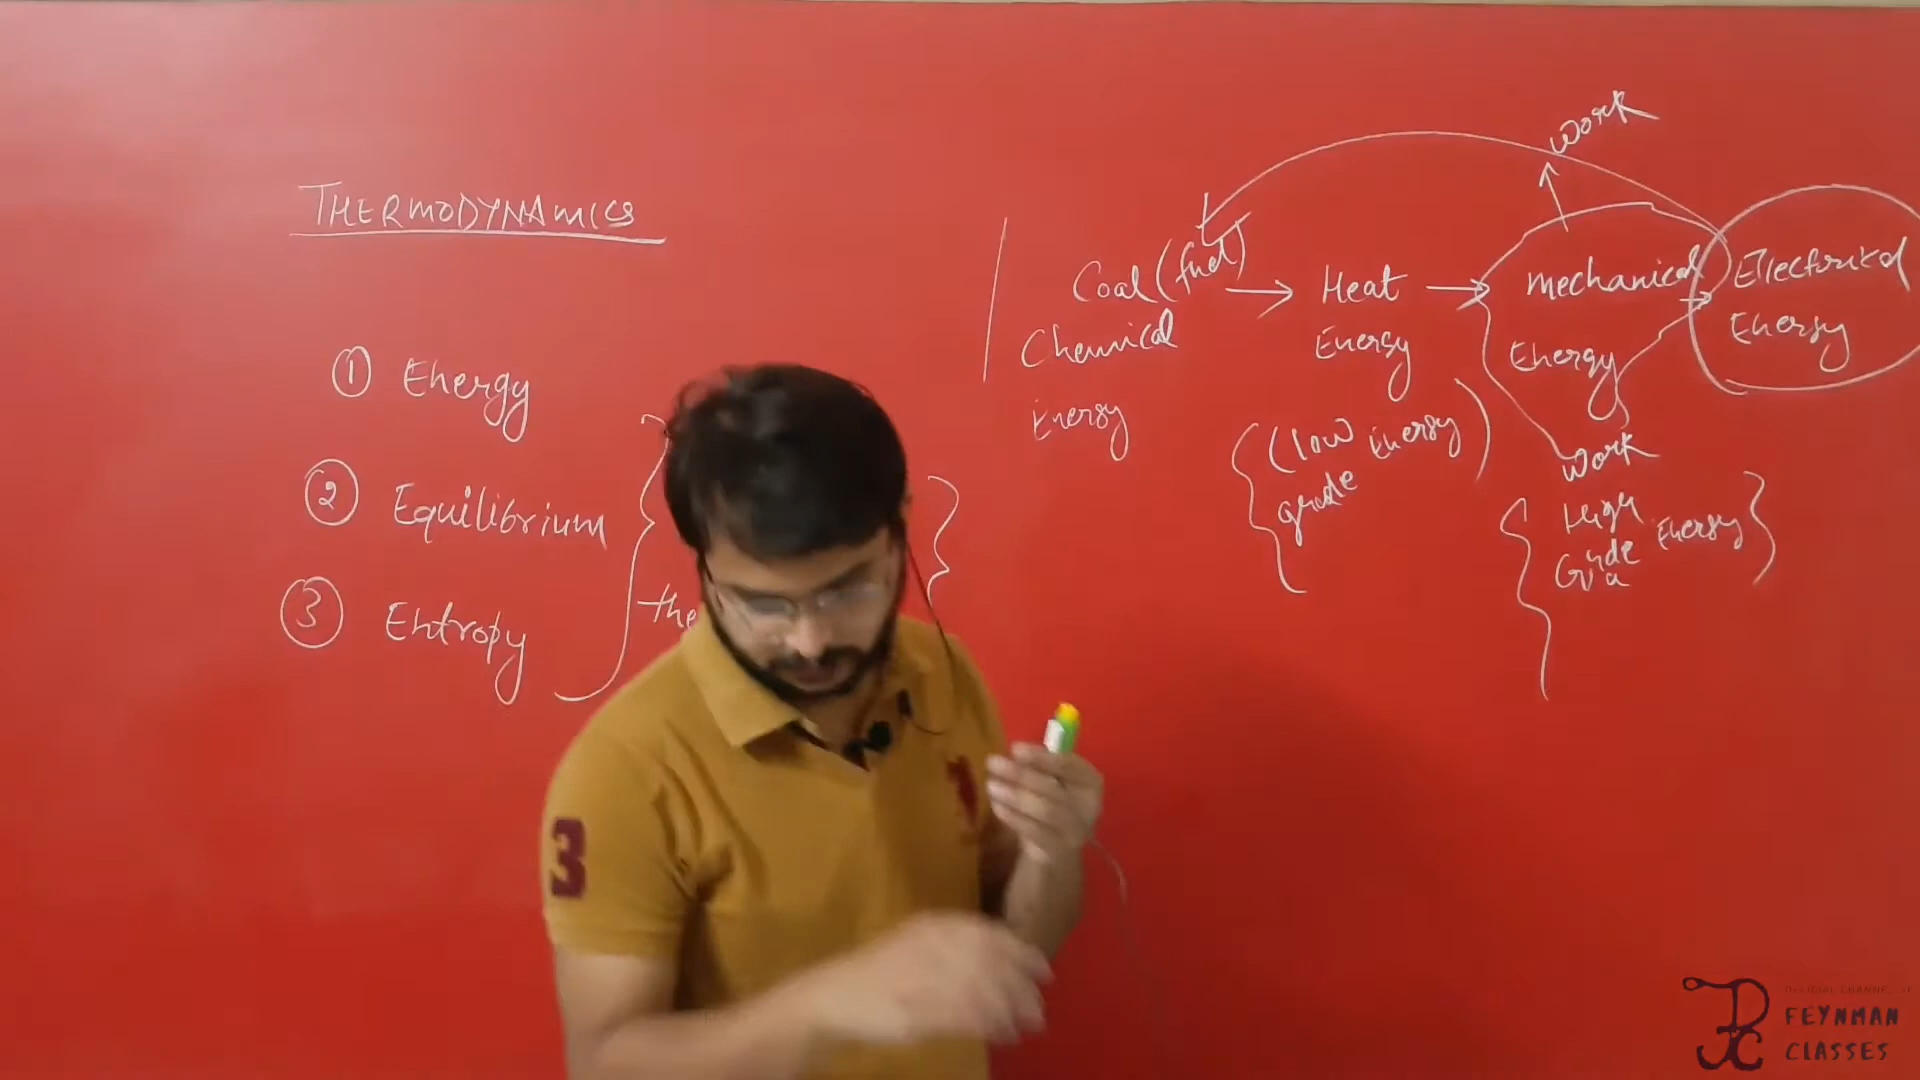 THERMODYNAMICS
① Energy
② Equilibrium
③ Entropy
the
Work
Coal (fuel) → Heat → mechanical Electrical
Chemical Energy Energy Energy
Energy
(low Energy)
grade
Work
High
Grade Energy
3
FEYNMAN
CLASSES